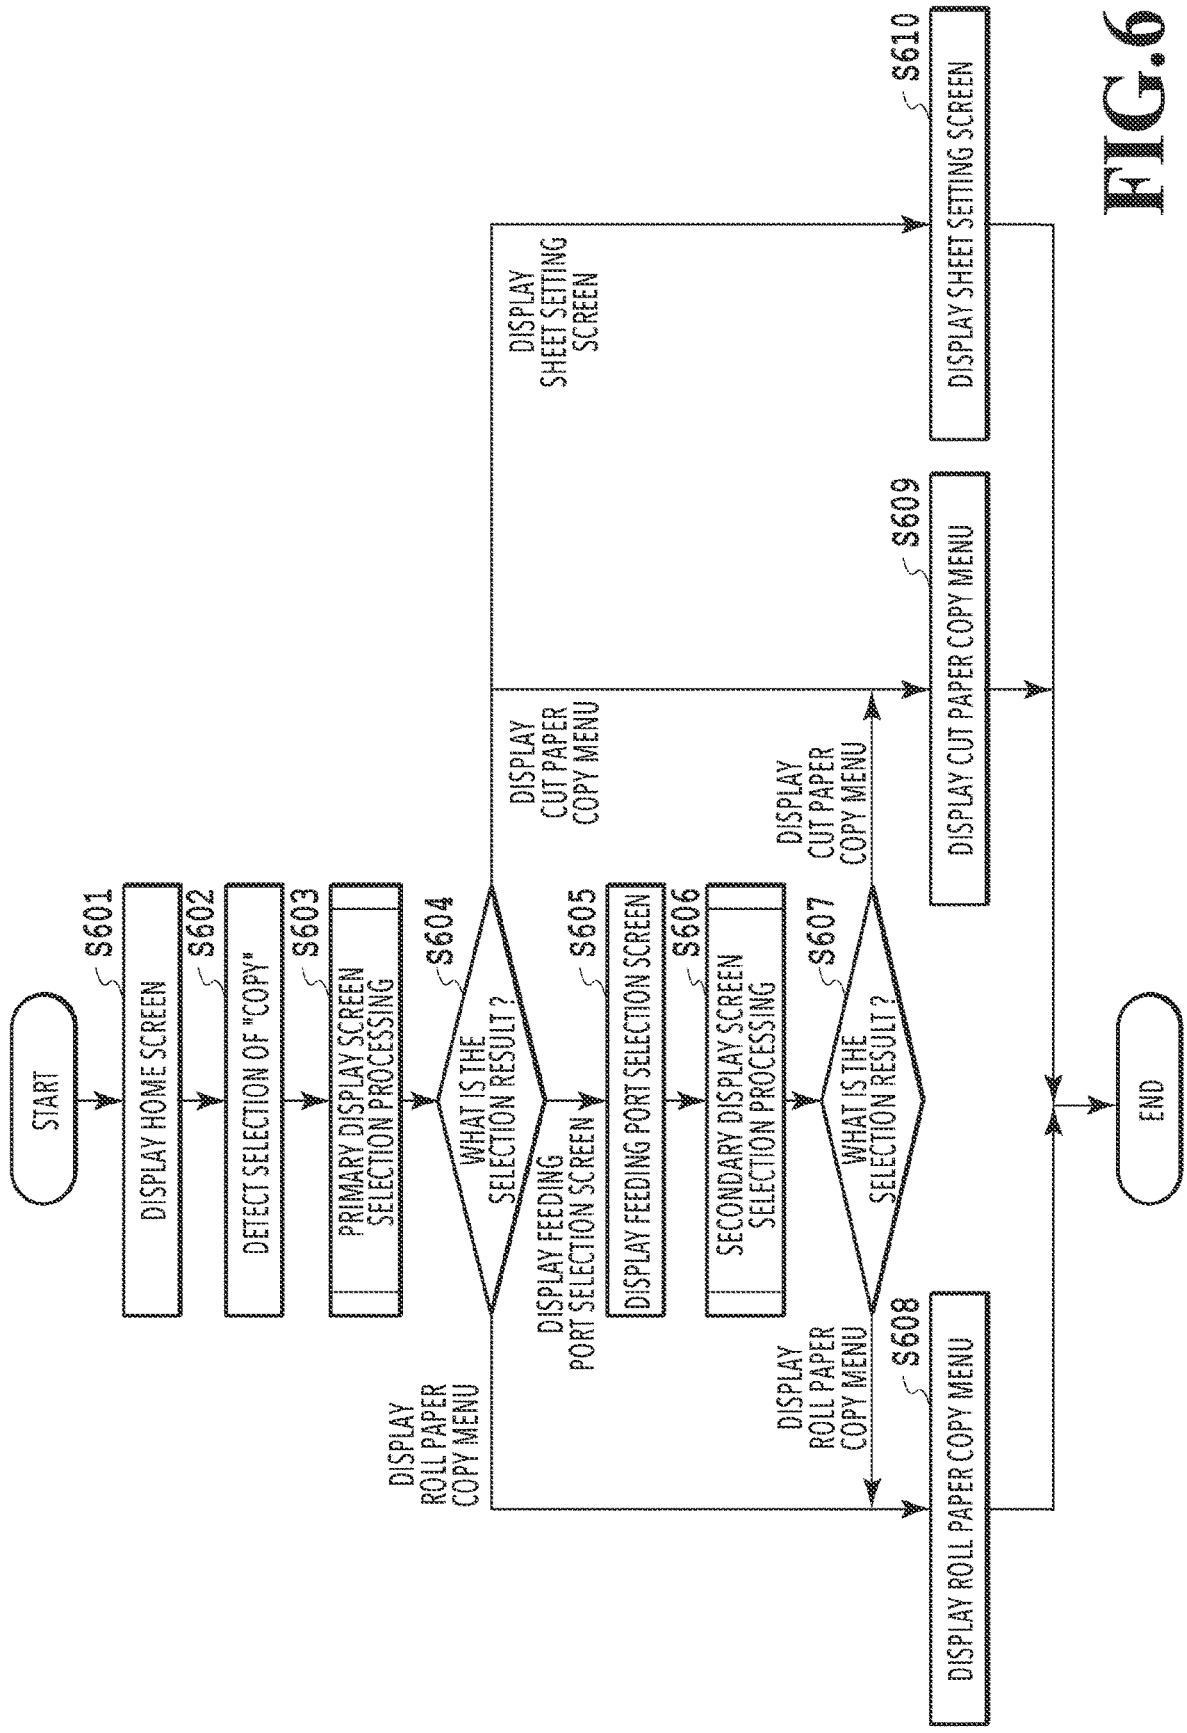 START
S601
DISPLAY HOME SCREEN
S602
DETECT SELECTION OF "COPY"
S603
PRIMARY DISPLAY SCREEN
SELECTION PROCESSING
S604
WHAT IS THE
SELECTION RESULT ?
DISPLAY
ROLL PAPER
COPY MENU
DISPLAY FEEDING
PORT SELECTION SCREEN
DISPLAY
CUT PAPER
COPY MENU
DISPLAY
SHEET SETTING
SCREEN
S605
DISPLAY FEEDING PORT SELECTION SCREEN
S606
SECONDARY DISPLAY SCREEN
SELECTION PROCESSING
S607
WHAT IS THE
SELECTION RESULT ?
DISPLAY
ROLL PAPER
COPY MENU
DISPLAY
CUT PAPER
COPY MENU
S608
DISPLAY ROLL PAPER COPY MENU
S609
DISPLAY CUT PAPER COPY MENU
S610
DISPLAY SHEET SETTING SCREEN
END
FIG.6